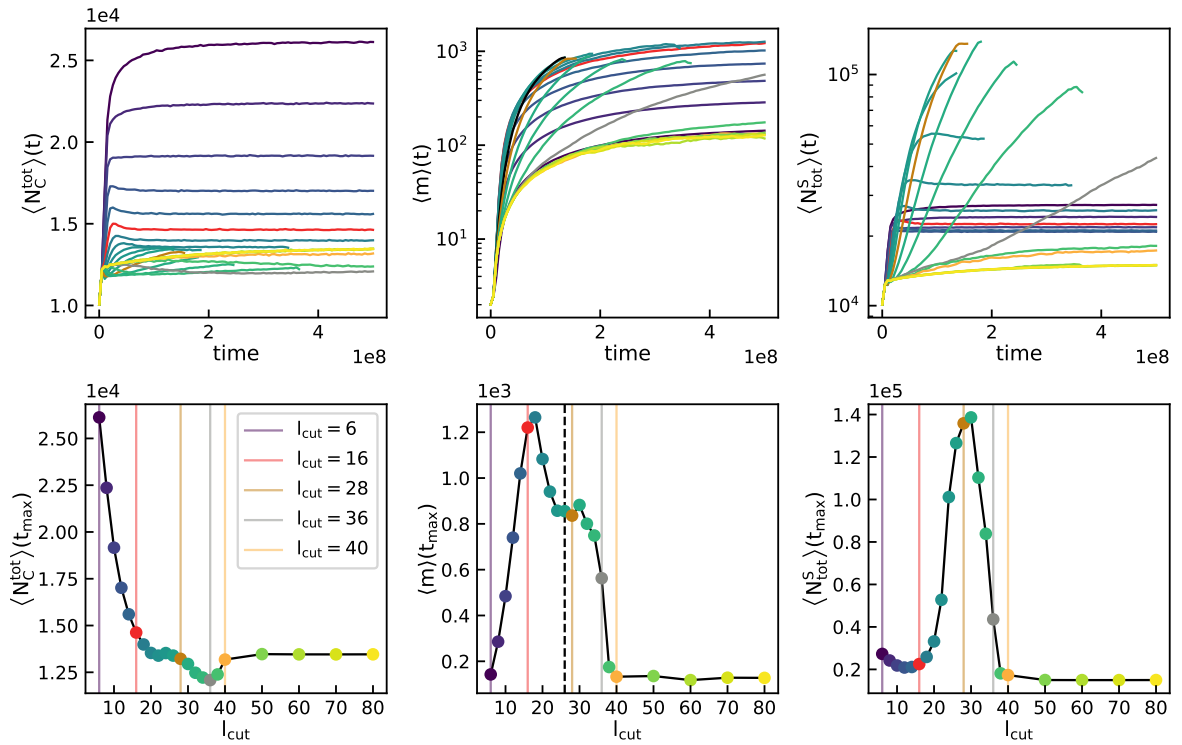 1e4
⟨N_C^tot⟩(t)
2.5
2.0
1.5
1.0
0 2 4
time
1e8
⟨m⟩(t)
10^3
10^2
10^1
0 2 4
time
1e8
⟨N_tot^S⟩(t)
10^5
10^4
0 2 4
time
1e8
1e4
⟨N_C^tot⟩(t_max)
2.50
2.25
2.00
1.75
1.50
1.25
l_cut = 6
l_cut = 16
l_cut = 28
l_cut = 36
l_cut = 40
10 20 30 40 50 60 70 80
l_cut
1e3
⟨m⟩(t_max)
1.2
1.0
0.8
0.6
0.4
0.2
10 20 30 40 50 60 70 80
l_cut
1e5
⟨N_tot^S⟩(t_max)
1.4
1.2
1.0
0.8
0.6
0.4
0.2
10 20 30 40 50 60 70 80
l_cut